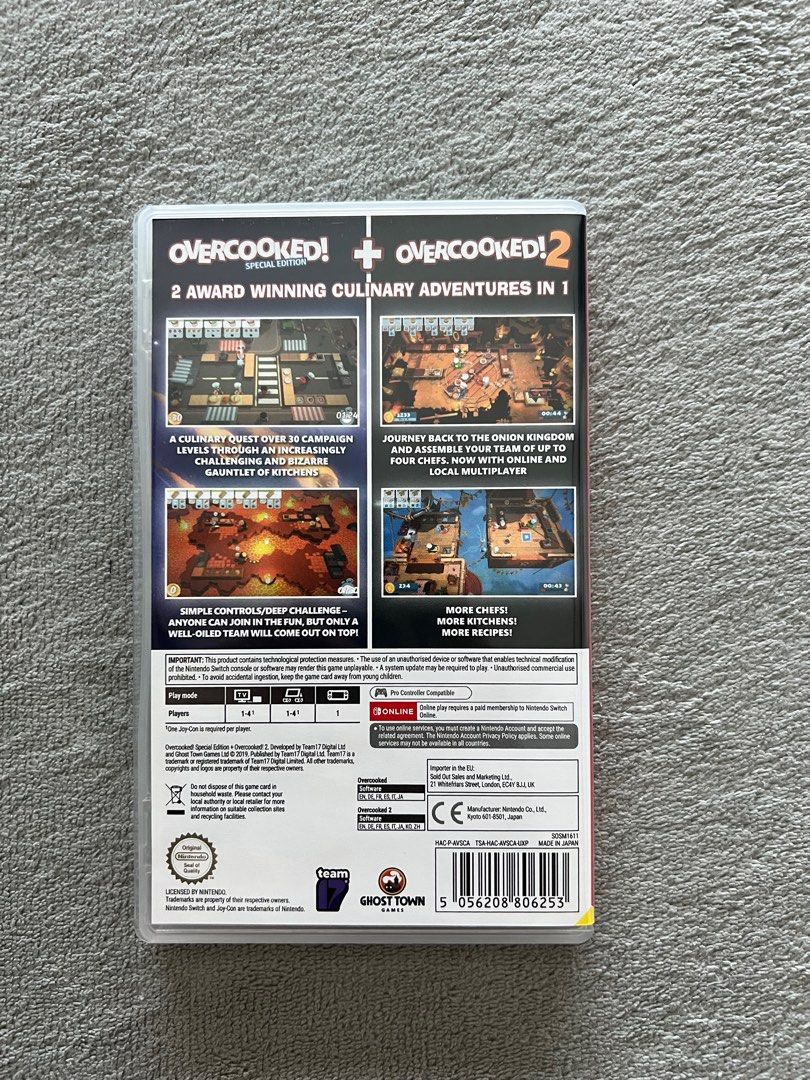 OVERCOOKED!
SPECIAL EDITION
+
OVERCOOKED! 2
2 AWARD WINNING CULINARY ADVENTURES IN 1
80
01:24
1233
00:44
A CULINARY QUEST OVER 30 CAMPAIGN
LEVELS THROUGH AN INCREASINGLY
CHALLENGING AND BIZARRE
GAUNTLET OF KITCHENS
JOURNEY BACK TO THE ONION KINGDOM
AND ASSEMBLE YOUR TEAM OF UP TO
FOUR CHEFS. NOW WITH ONLINE AND
LOCAL MULTIPLAYER
0
234
00:43
SIMPLE CONTROLS/DEEP CHALLENGE –
ANYONE CAN JOIN IN THE FUN, BUT ONLY A
WELL-OILED TEAM WILL COME OUT ON TOP!
MORE CHEFS!
MORE KITCHENS!
MORE RECIPES!
IMPORTANT: This product contains technological protection measures. • The use of an unauthorised device or software that enables technical modification
of the Nintendo Switch console or software may render this game unplayable. • A system update may be required to play. • Unauthorised commercial use
prohibited. • To avoid accidental ingestion, keep the game card away from young children.
Play mode
TV
Players
1-4¹
1-4¹
1
¹One Joy-Con is required per player.
Pro Controller Compatible
ONLINE
Online play requires a paid membership to Nintendo Switch
Online.
• To use online services, you must create a Nintendo Account and accept the
related agreement. The Nintendo Account Privacy Policy applies. Some online
services may not be available in all countries.
Overcooked! Special Edition + Overcooked! 2. Developed by Team17 Digital Ltd
and Ghost Town Games Ltd © 2019. Published by Team17 Digital Ltd. Team17 is a
trademark or registered trademark of Team17 Digital Limited. All other trademarks,
copyrights and logos are property of their respective owners.
Do not dispose of this game card in
household waste. Please contact your
local authority or local retailer for more
information on suitable collection sites
and recycling facilities.
Overcooked
Software
EN, DE, FR, ES, IT, JA
Overcooked 2
Software
EN, DE, FR, ES, IT, JA, KO, ZH
Importer in the EU:
Sold Out Sales and Marketing Ltd.,
21 Whitefriars Street, London, EC4Y 8JJ, UK
CE
Manufacturer: Nintendo Co., Ltd.,
Kyoto 601-8501, Japan
SOSM1611
HAC-P-AVSCA TSA-HAC-AVSCA-UXP MADE IN JAPAN
Original
Nintendo
Seal of
Quality
LICENSED BY NINTENDO.
Trademarks are property of their respective owners.
Nintendo Switch and Joy-Con are trademarks of Nintendo.
team
17
GHOST TOWN
GAMES
5 056208 806253